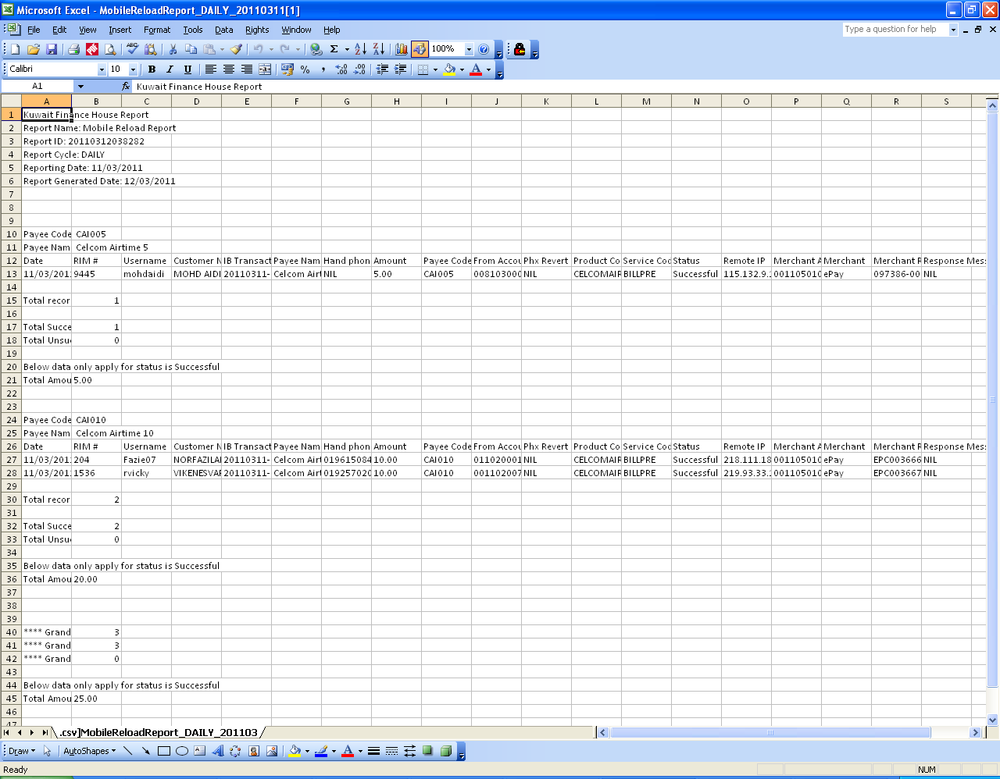 Microsoft Excel - MobileReloadReport_DAILY_20110311[1]
File Edit View Insert Format Tools Data Rights Window Help Type a question for help
100%
Calibri 10 B I U
A1 fx Kuwait Finance House Report
A B C D E F G H I J K L M N O P Q R S
1 Kuwait Finance House Report
2 Report Name: Mobile Reload Report
3 Report ID: 20110312038282
4 Report Cycle: DAILY
5 Reporting Date: 11/03/2011
6 Report Generated Date: 12/03/2011
7
8
9
10 Payee Code CAI005
11 Payee Nam Celcom Airtime 5
12 Date RIM # Username Customer N IB Transact Payee Nam Hand phon Amount Payee Code From Accou Phx Revert Product Co Service Cod Status Remote IP Merchant A Merchant Merchant R Response Mess
13 11/03/201 9445 mohdaidi MOHD AIDI 20110311- Celcom Airt NIL 5.00 CAI005 008103000 NIL CELCOMAIR BILLPRE Successful 115.132.9. 001105010 ePay 097386-00 NIL
14
15 Total recor 1
16
17 Total Succe 1
18 Total Unsu 0
19
20 Below data only apply for status is Successful
21 Total Amou 5.00
22
23
24 Payee Code CAI010
25 Payee Nam Celcom Airtime 10
26 Date RIM # Username Customer N IB Transact Payee Nam Hand phon Amount Payee Code From Accou Phx Revert Product Co Service Cod Status Remote IP Merchant A Merchant Merchant R Response Mess
27 11/03/201 204 Fazie07 NORFAZILA 20110311- Celcom Airt 019615084 10.00 CAI010 011020001 NIL CELCOMAIR BILLPRE Successful 218.111.18 001105010 ePay EPC003666 NIL
28 11/03/201 1536 rvicky VIKENESVA 20110311- Celcom Airt 019257020 10.00 CAI010 001102007 NIL CELCOMAIR BILLPRE Successful 219.93.33. 001105010 ePay EPC003667 NIL
29
30 Total recor 2
31
32 Total Succe 2
33 Total Unsu 0
34
35 Below data only apply for status is Successful
36 Total Amou 20.00
37
38
39
40 **** Grand 3
41 **** Grand 3
42 **** Grand 0
43
44 Below data only apply for status is Successful
45 Total Amou 25.00
46
47
.csv]MobileReloadReport_DAILY_201103
Draw AutoShapes
Ready NUM